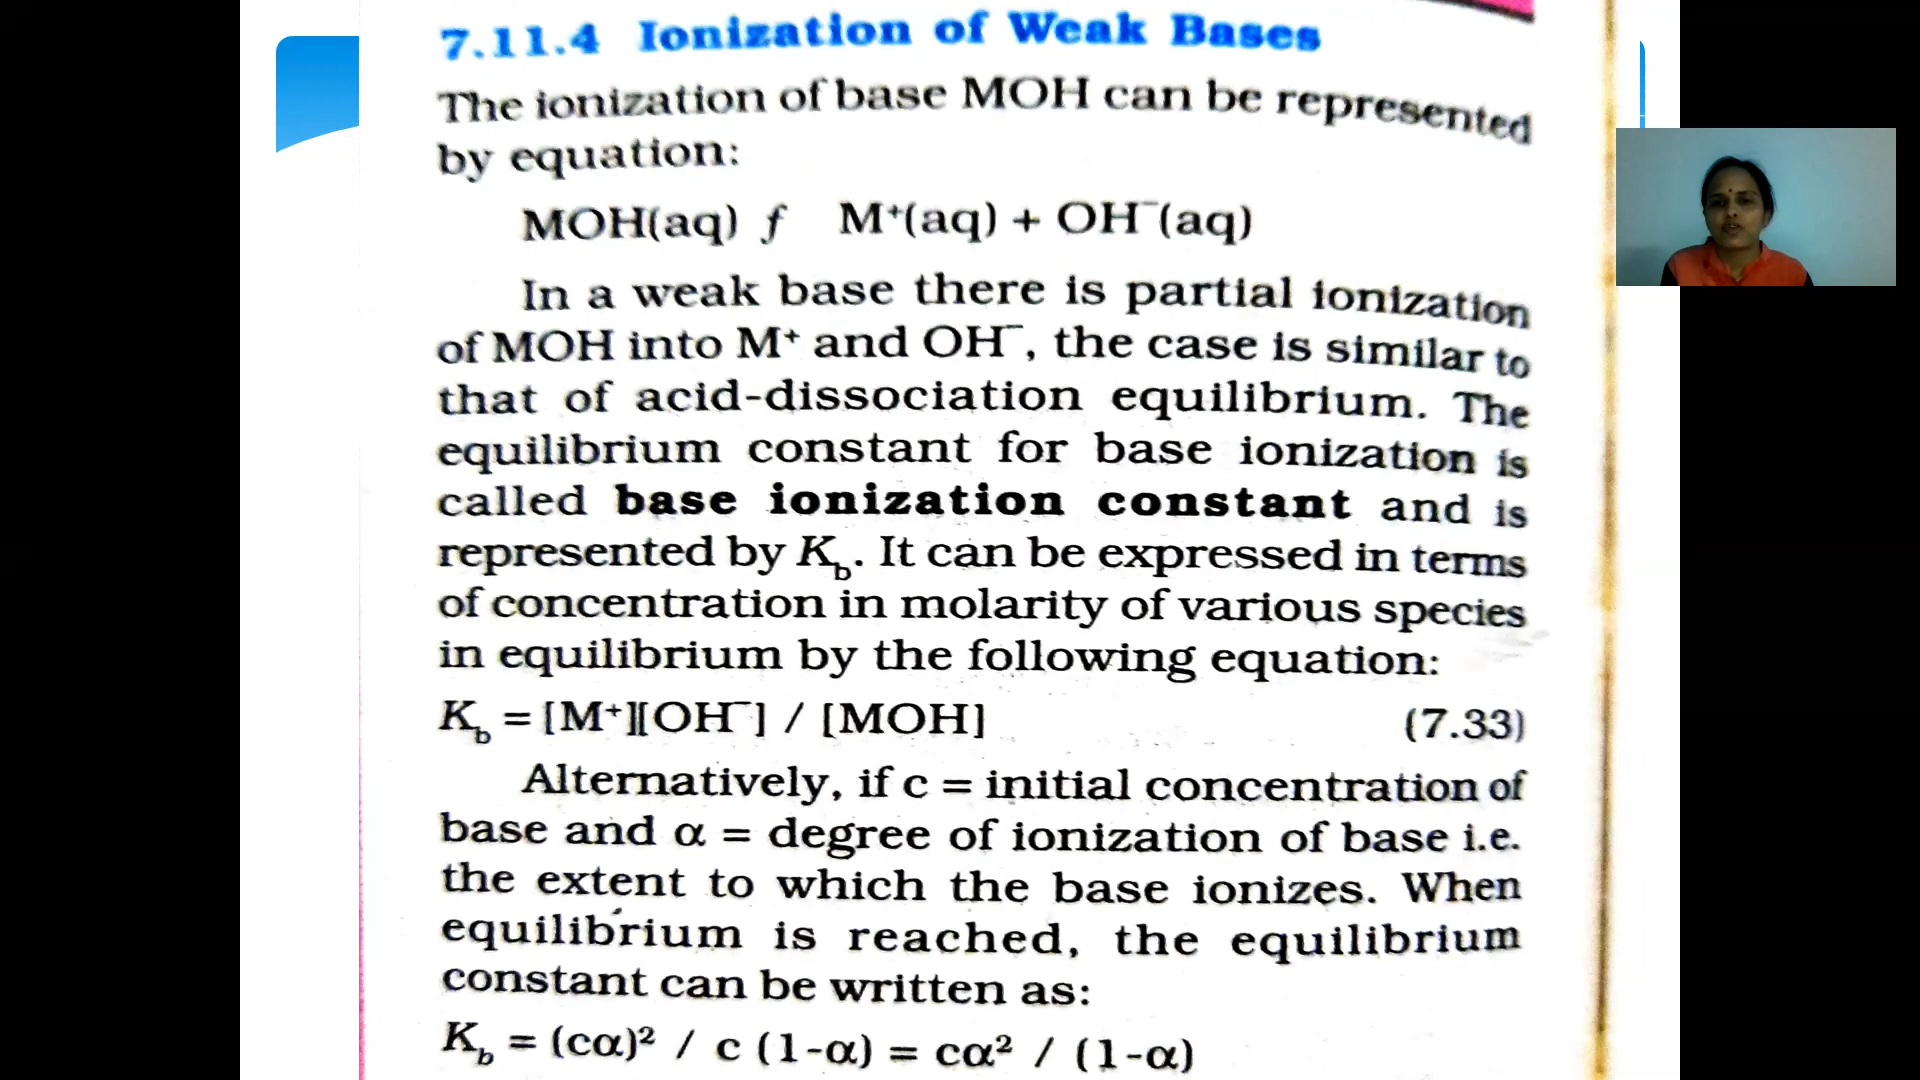 7.11.4 Ionization of Weak Bases
The ionization of base MOH can be represented
by equation:
MOH(aq) ƒ M⁺(aq) + OH⁻(aq)
In a weak base there is partial ionization
of MOH into M⁺ and OH⁻, the case is similar to
that of acid-dissociation equilibrium. The
equilibrium constant for base ionization is
called base ionization constant and is
represented by K_b. It can be expressed in terms
of concentration in molarity of various species
in equilibrium by the following equation:
K_b = [M⁺][OH⁻] / [MOH] (7.33)
Alternatively, if c = initial concentration of
base and α = degree of ionization of base i.e.
the extent to which the base ionizes. When
equilibrium is reached, the equilibrium
constant can be written as:
K_b = (cα)² / c (1-α) = cα² / (1-α)